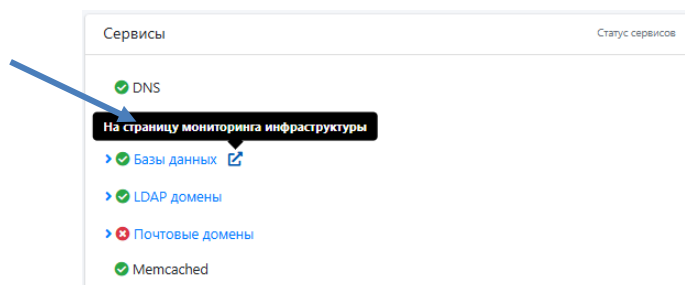 Сервисы
Статус сервисов
DNS
На страницу мониторинга инфраструктуры
Базы данных
LDAP домены
Почтовые домены
Memcached